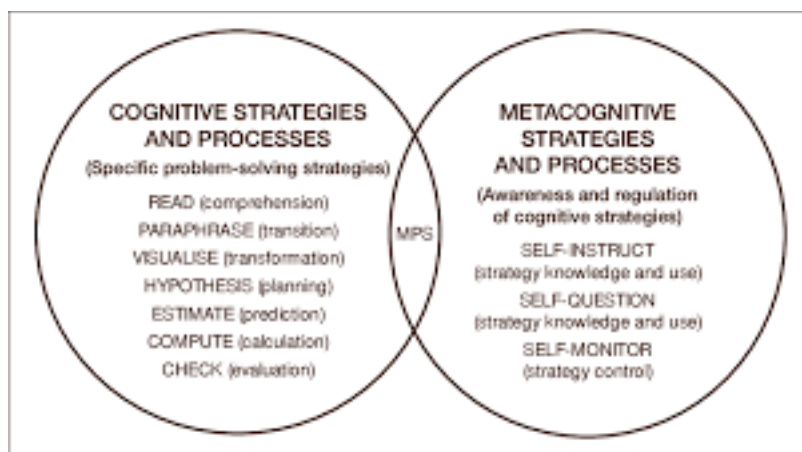 COGNITIVE STRATEGIES
AND PROCESSES
(Specific problem-solving strategies)
READ (comprehension)
PARAPHRASE (transition)
VISUALISE (transformation)
HYPOTHESIS (planning)
ESTIMATE (prediction)
COMPUTE (calculation)
CHECK (evaluation)
MPS
METACOGNITIVE
STRATEGIES
AND PROCESSES
(Awareness and regulation
of cognitive strategies)
SELF-INSTRUCT
(strategy knowledge and use)
SELF-QUESTION
(strategy knowledge and use)
SELF-MONITOR
(strategy control)